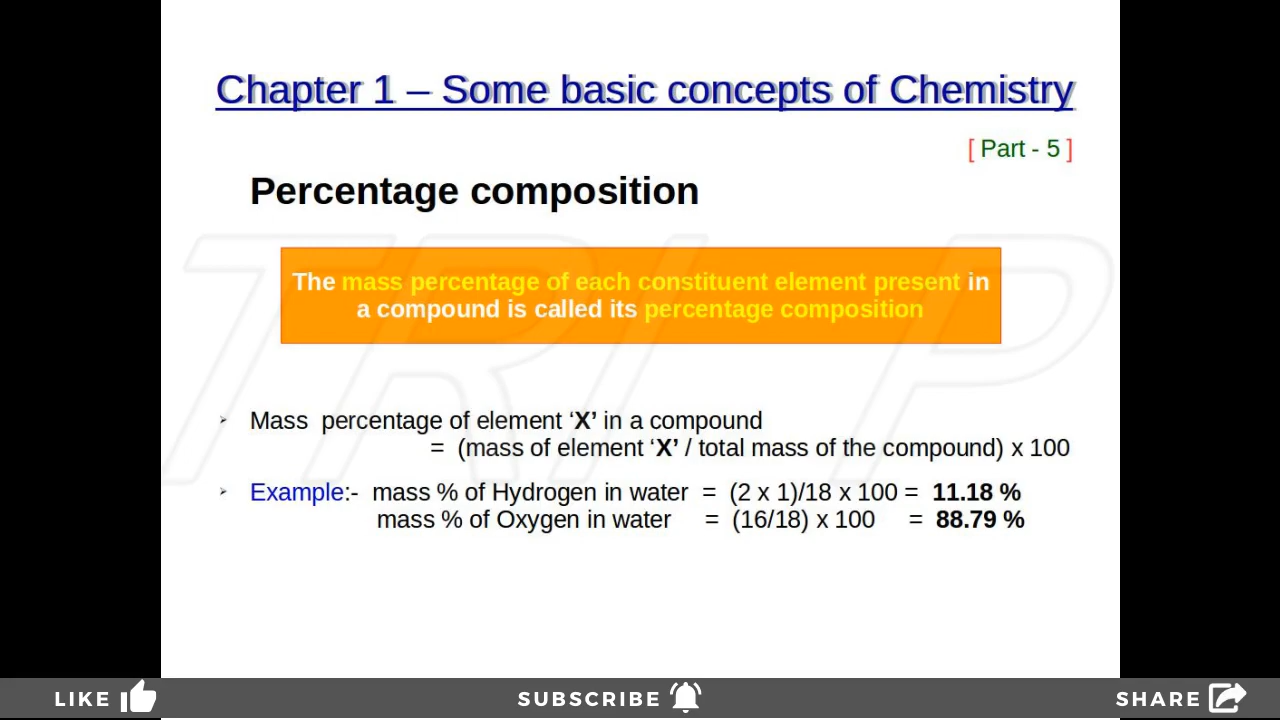 Chapter 1 – Some basic concepts of Chemistry
[ Part - 5 ]
Percentage composition
The mass percentage of each constituent element present in
a compound is called its percentage composition
➢ Mass percentage of element ‘X’ in a compound
= (mass of element ‘X’ / total mass of the compound) x 100
➢ Example:- mass % of Hydrogen in water = (2 x 1)/18 x 100 = 11.18 %
mass % of Oxygen in water = (16/18) x 100 = 88.79 %
LIKE SUBSCRIBE SHARE